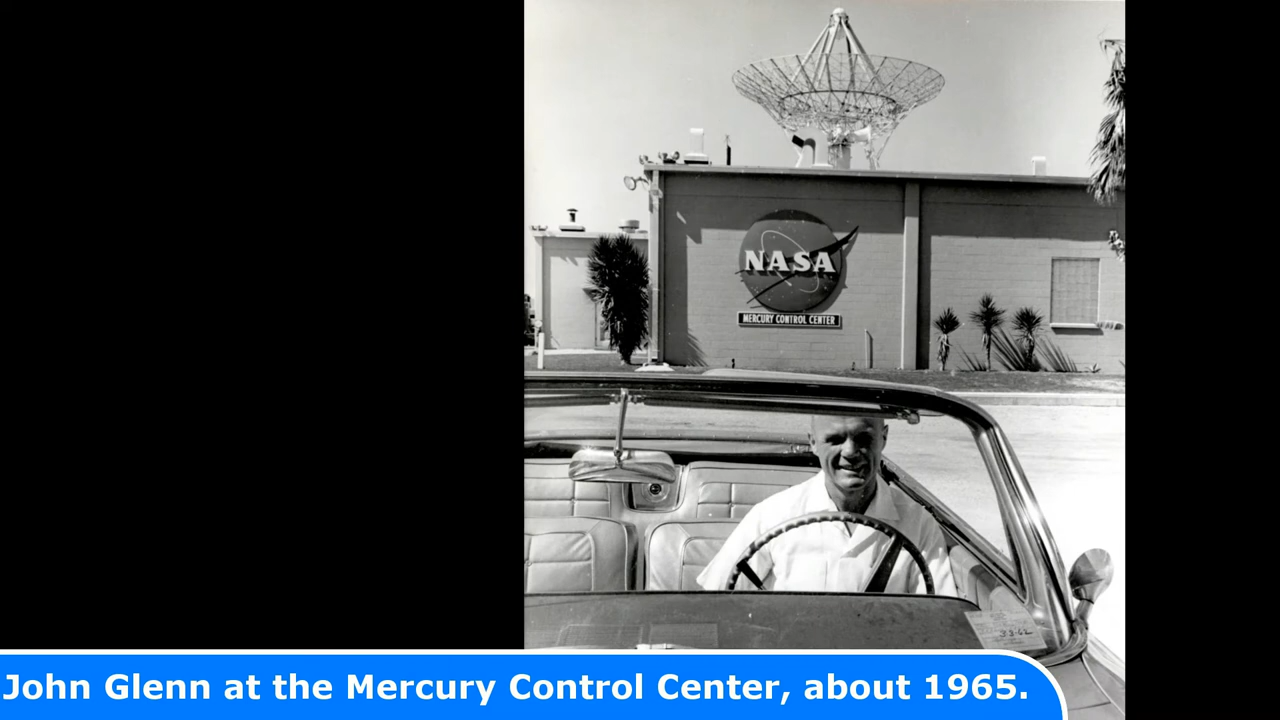 NASA
MERCURY CONTROL CENTER
John Glenn at the Mercury Control Center, about 1965.